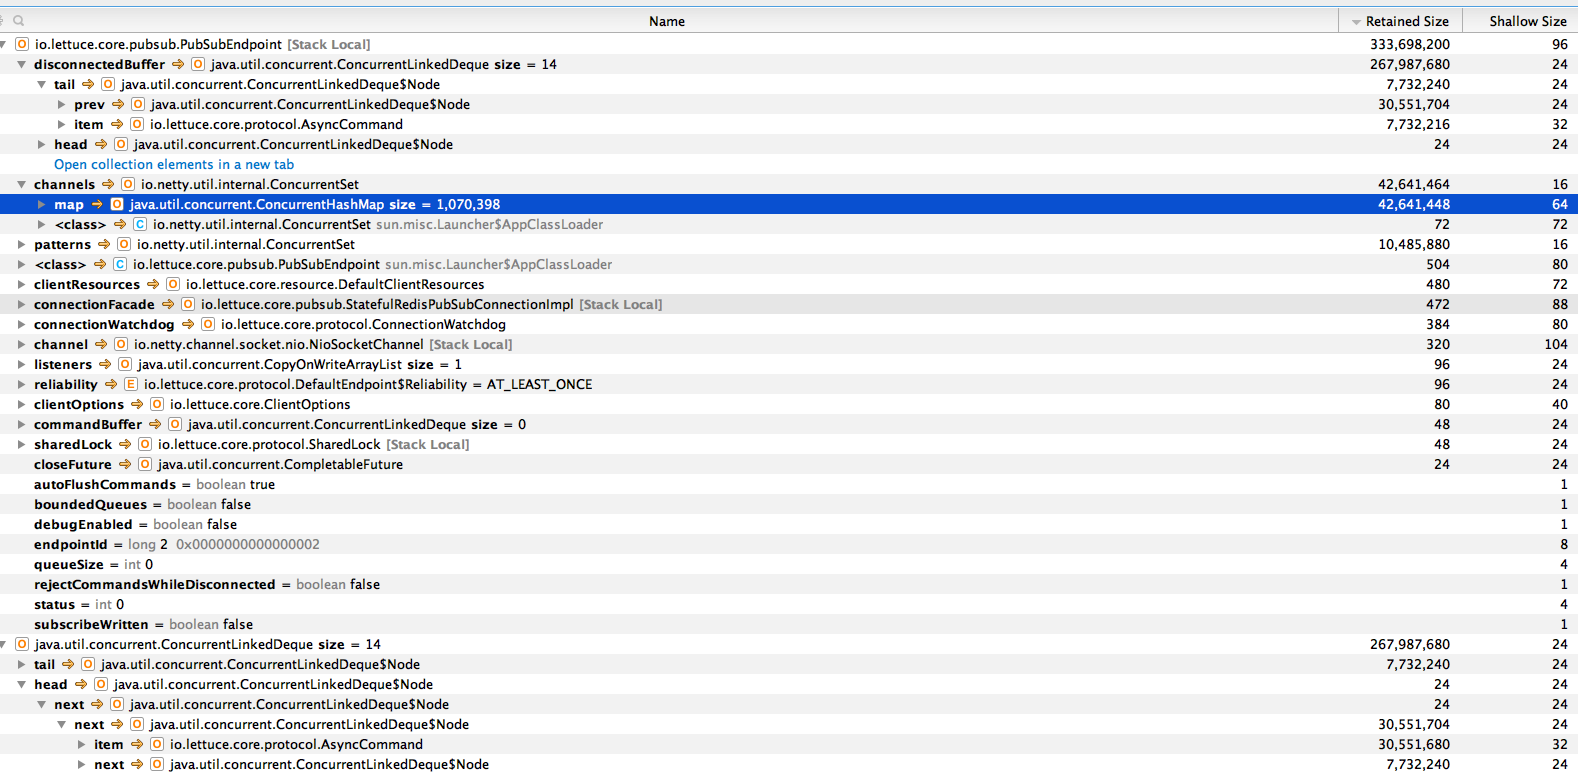 Name Retained Size Shallow Size
io.lettuce.core.pubsub.PubSubEndpoint [Stack Local] 333,698,200 96
disconnectedBuffer O java.util.concurrent.ConcurrentLinkedDeque size = 14 267,987,680 24
tail O java.util.concurrent.ConcurrentLinkedDeque$Node 7,732,240 24
prev O java.util.concurrent.ConcurrentLinkedDeque$Node 30,551,704 24
item O io.lettuce.core.protocol.AsyncCommand 7,732,216 32
head O java.util.concurrent.ConcurrentLinkedDeque$Node 24 24
Open collection elements in a new tab
channels O io.netty.util.internal.ConcurrentSet 42,641,464 16
map O java.util.concurrent.ConcurrentHashMap size = 1,070,398 42,641,448 64
<class> C io.netty.util.internal.ConcurrentSet sun.misc.Launcher$AppClassLoader 72 72
patterns O io.netty.util.internal.ConcurrentSet 10,485,880 16
<class> C io.lettuce.core.pubsub.PubSubEndpoint sun.misc.Launcher$AppClassLoader 504 80
clientResources O io.lettuce.core.resource.DefaultClientResources 480 72
connectionFacade O io.lettuce.core.pubsub.StatefulRedisPubSubConnectionImpl [Stack Local] 472 88
connectionWatchdog O io.lettuce.core.protocol.ConnectionWatchdog 384 80
channel O io.netty.channel.socket.nio.NioSocketChannel [Stack Local] 320 104
listeners O java.util.concurrent.CopyOnWriteArrayList size = 1 96 24
reliability E io.lettuce.core.protocol.DefaultEndpoint$Reliability = AT_LEAST_ONCE 96 24
clientOptions O io.lettuce.core.ClientOptions 80 40
commandBuffer O java.util.concurrent.ConcurrentLinkedDeque size = 0 48 24
sharedLock O io.lettuce.core.protocol.SharedLock [Stack Local] 48 24
closeFuture O java.util.concurrent.CompletableFuture 24 24
autoFlushCommands = boolean true 1
boundedQueues = boolean false 1
debugEnabled = boolean false 1
endpointId = long 2 0x0000000000000002 8
queueSize = int 0 4
rejectCommandsWhileDisconnected = boolean false 1
status = int 0 4
subscribeWritten = boolean false 1
O java.util.concurrent.ConcurrentLinkedDeque size = 14 267,987,680 24
tail O java.util.concurrent.ConcurrentLinkedDeque$Node 7,732,240 24
head O java.util.concurrent.ConcurrentLinkedDeque$Node 24 24
next O java.util.concurrent.ConcurrentLinkedDeque$Node 24 24
next O java.util.concurrent.ConcurrentLinkedDeque$Node 30,551,704 24
item O io.lettuce.core.protocol.AsyncCommand 30,551,680 32
next O java.util.concurrent.ConcurrentLinkedDeque$Node 7,732,240 24